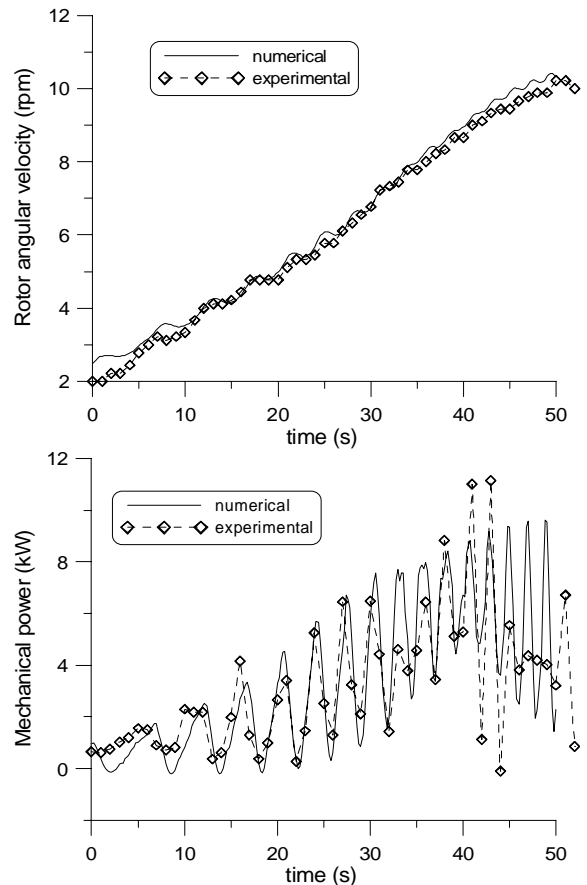 12
numerical
experimental
10
8
6
4
2
Rotor angular velocity (rpm)
0 10 20 30 40 50
time (s)
12
numerical
experimental
8
4
0
Mechanical power (kW)
0 10 20 30 40 50
time (s)